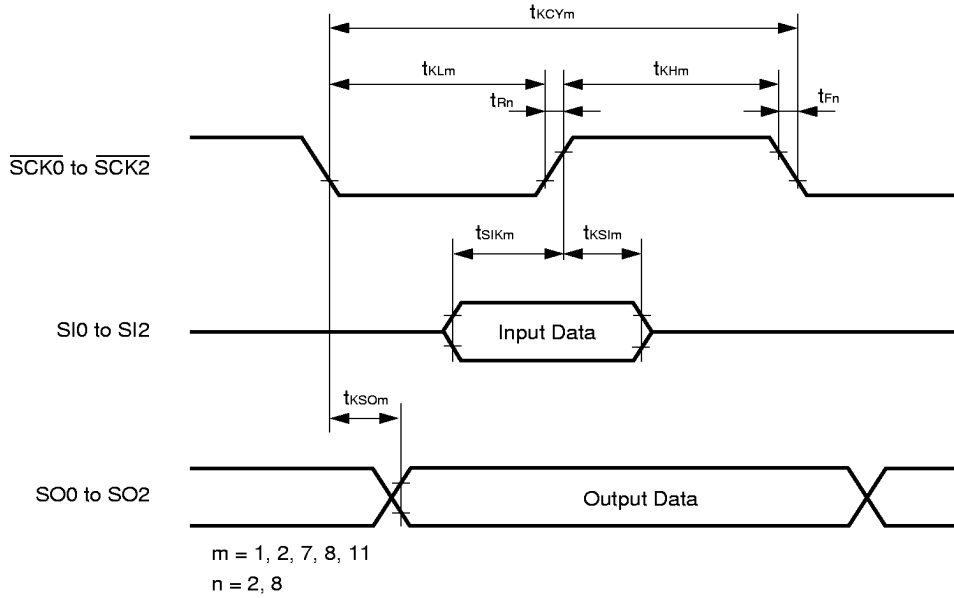 tKCYm
tKLm
tKHm
tRn
tFn
SCK0 to SCK2
tSIKm
tKSIm
SI0 to SI2
Input Data
tKSOm
SO0 to SO2
Output Data
m = 1, 2, 7, 8, 11
n = 2, 8